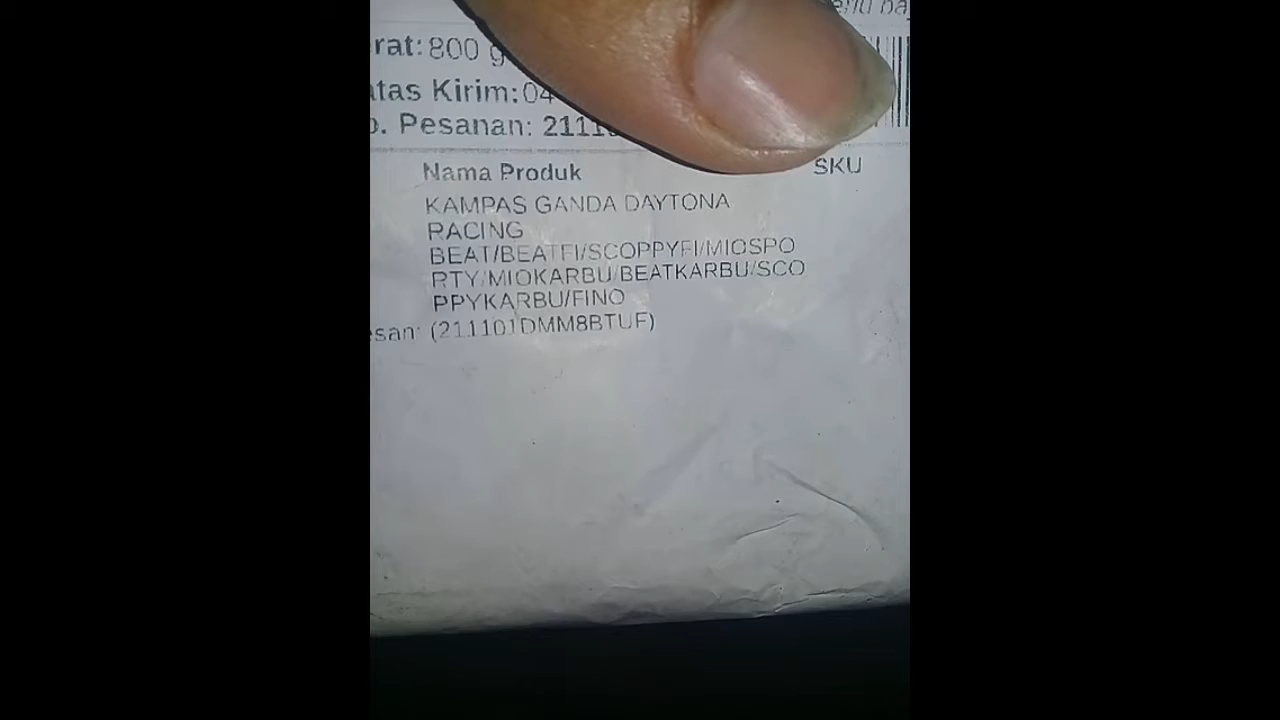 rat: 800 g
atas Kirim: 04
o. Pesanan: 21110
Nama Produk SKU
KAMPAS GANDA DAYTONA
RACING
BEAT/BEATFI/SCOPPYFI/MIOSPO
RTY/MIOKARBU/BEATKARBU/SCO
PPYKARBU/FINO
esan: (211101DMM8BTUF)